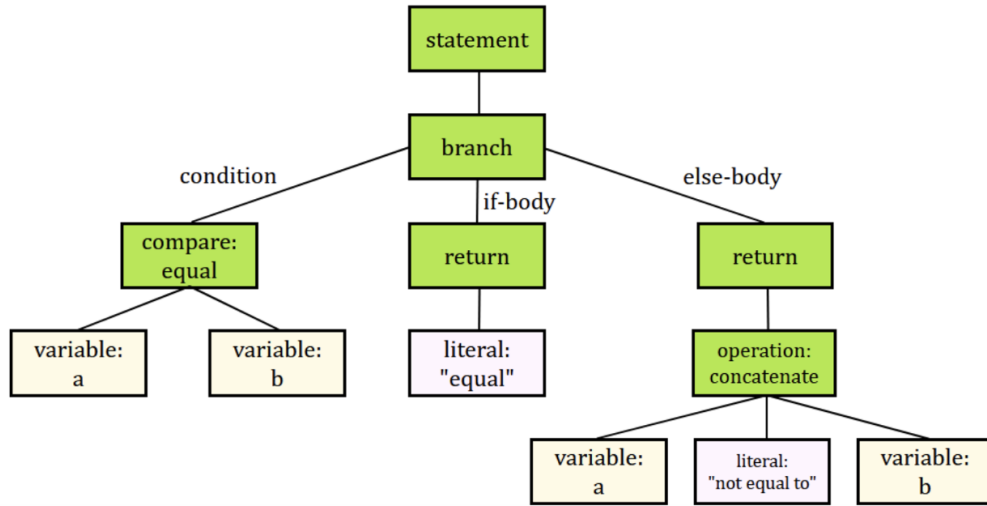 statement
branch
condition
if-body
else-body
compare:
equal
return
return
variable:
a
variable:
b
literal:
"equal"
operation:
concatenate
variable:
a
literal:
"not equal to"
variable:
b